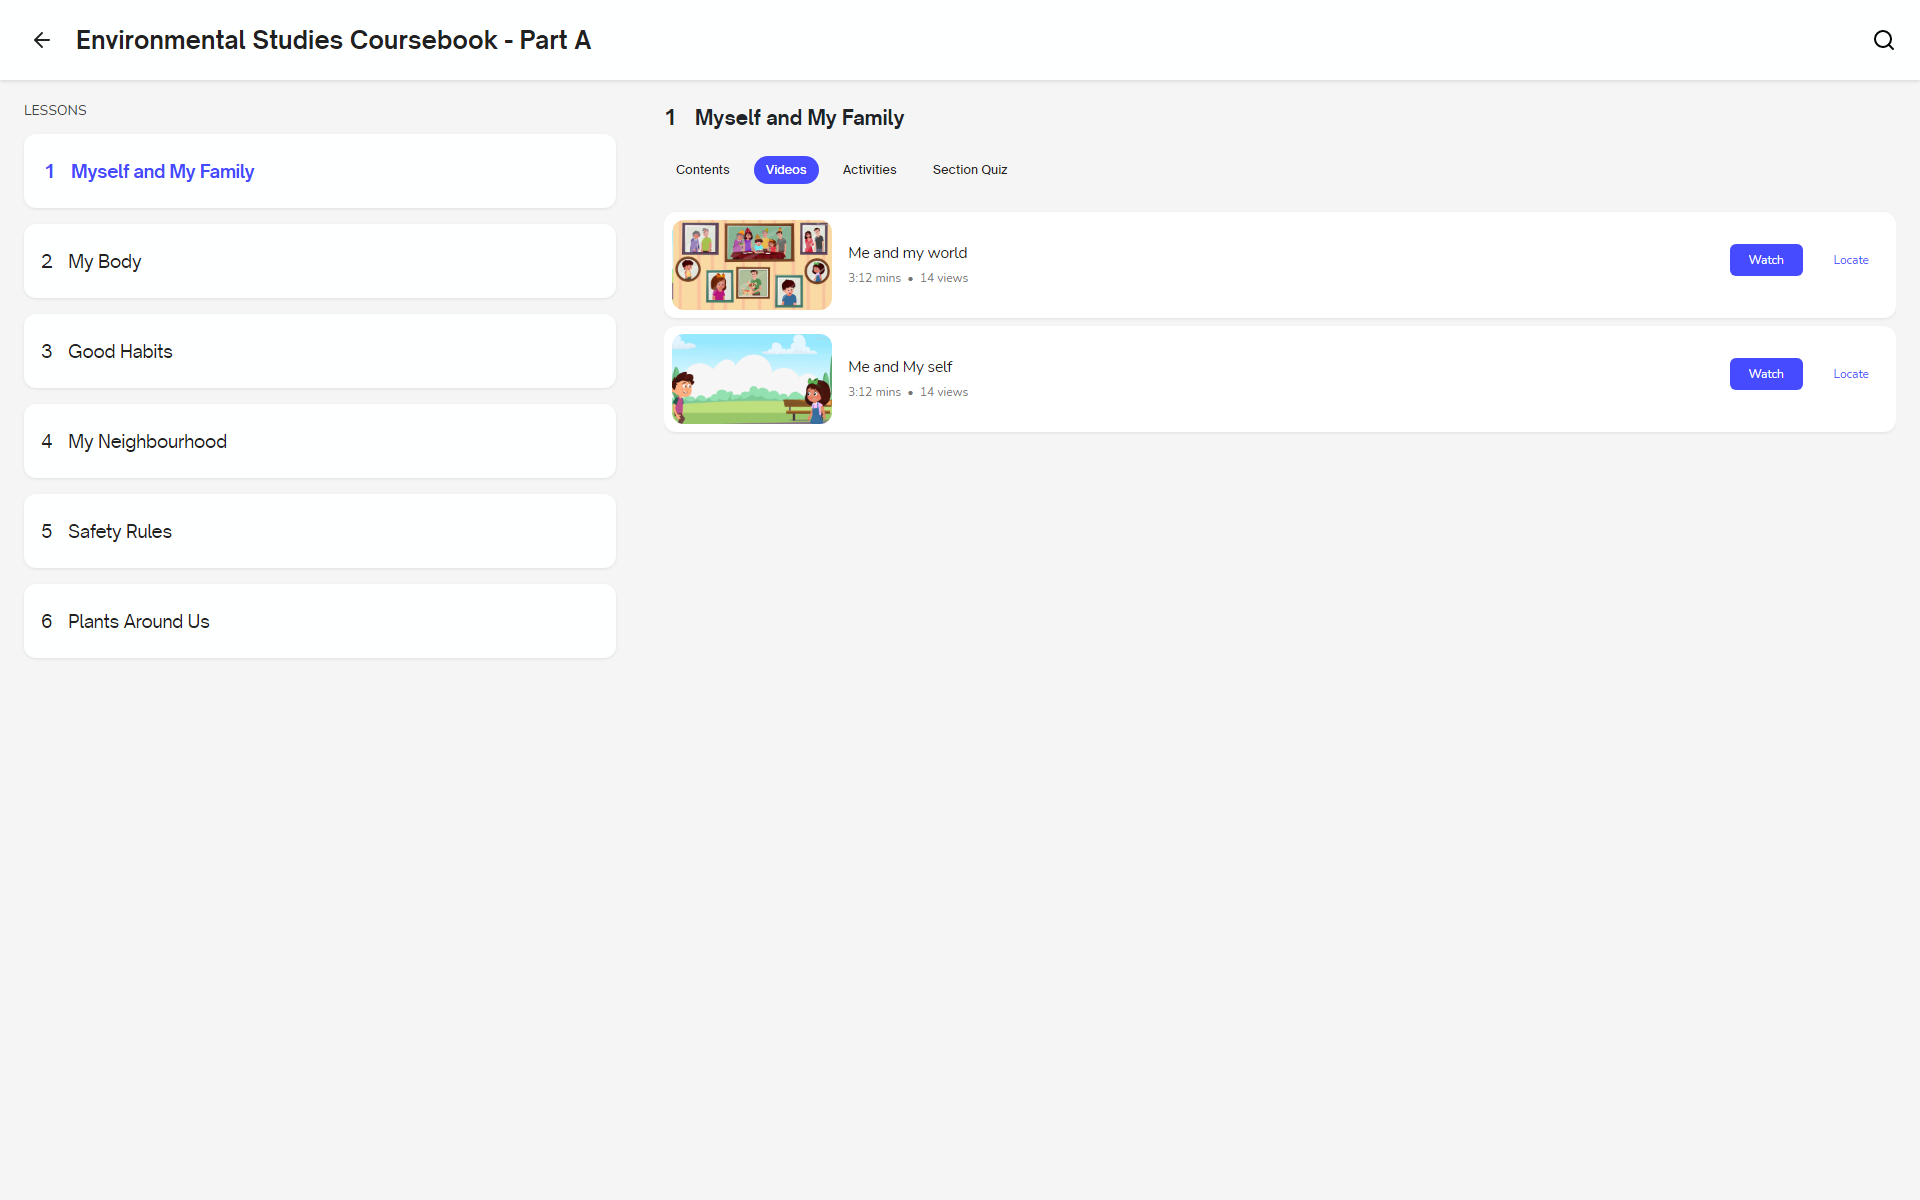 Environmental Studies Coursebook - Part A
LESSONS
1 Myself and My Family
2 My Body
3 Good Habits
4 My Neighbourhood
5 Safety Rules
6 Plants Around Us
1 Myself and My Family
Contents Videos Activities Section Quiz
Me and my world
3:12 mins • 14 views
Watch Locate
Me and My self
3:12 mins • 14 views
Watch Locate